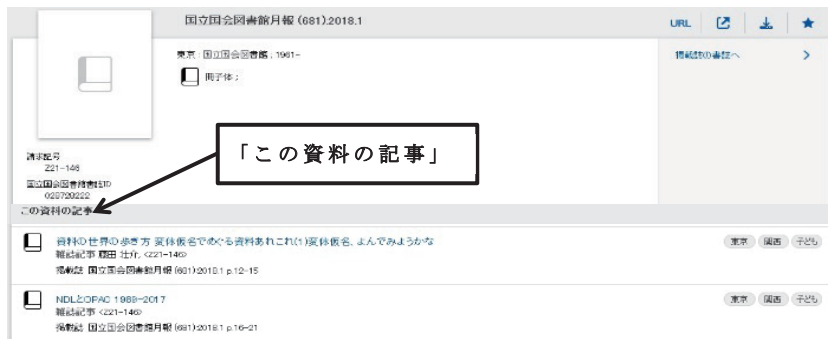 国立国会図書館月報 (681):2018.1
URL
東京 : 国立国会図書館 ; 1961-
冊子体 ;
掲載誌の書誌へ
「この資料の記事」
請求記号
Z21-146
国立国会図書館書誌ID
028729222
この資料の記事
資料の世界の歩き方 変体仮名でめぐる資料あれこれ(1)変体仮名、よんでみようかな
東京 関西 子ども
雑誌記事 藤田 壮介, <Z21-146>
掲載誌 国立国会図書館月報 (681):2018.1 p.12-15
NDLとOPAC 1989-2017
東京 関西 子ども
雑誌記事 <Z21-146>
掲載誌 国立国会図書館月報 (681):2018.1 p.16-21